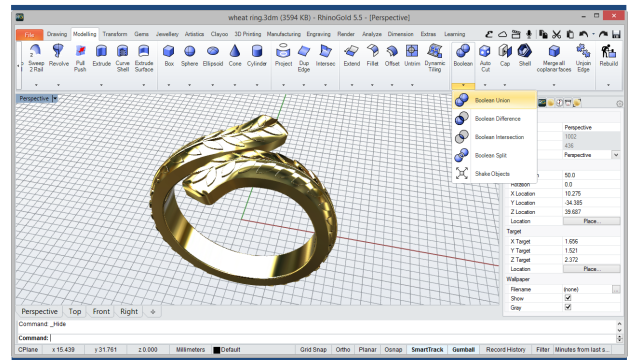 wheat ring.3dm (3594 KB) - RhinoGold 5.5 - [Perspective]
File Drawing Modelling Transform Gems Jewellery Artistics Clayoo 3D Printing Manufacturing Engraving Render Analyze Dimension Extras Learning
Sweep 2 Rail Revolve Pull Push Extrude Curve Shell Extrude Surface Box Sphere Ellipsoid Cone Cylinder Project Dup Edge Intersec Extend Fillet Offset Untrim Dynamic Tiling Boolean Auto Cut Cap Shell Merge all coplanar faces Unjoin Edge Rebuild
Perspective
Boolean Union
Boolean Difference
Boolean Intersection
Boolean Split
Shake Objects
Perspective
1002
436
Perspective
50.0
Rotation 0.0
X Location 10.275
Y Location -34.385
Z Location 39.687
Location Place...
Target
X Target 1.656
Y Target 1.521
Z Target 2.372
Location Place...
Wallpaper
Filename (none) ...
Show
Gray
Perspective Top Front Right
Command: _Hide
Command:
CPlane x 15.439 y 31.761 z 0.000 Millimeters Default Grid Snap Ortho Planar Osnap SmartTrack Gumball Record History Filter Minutes from last s...